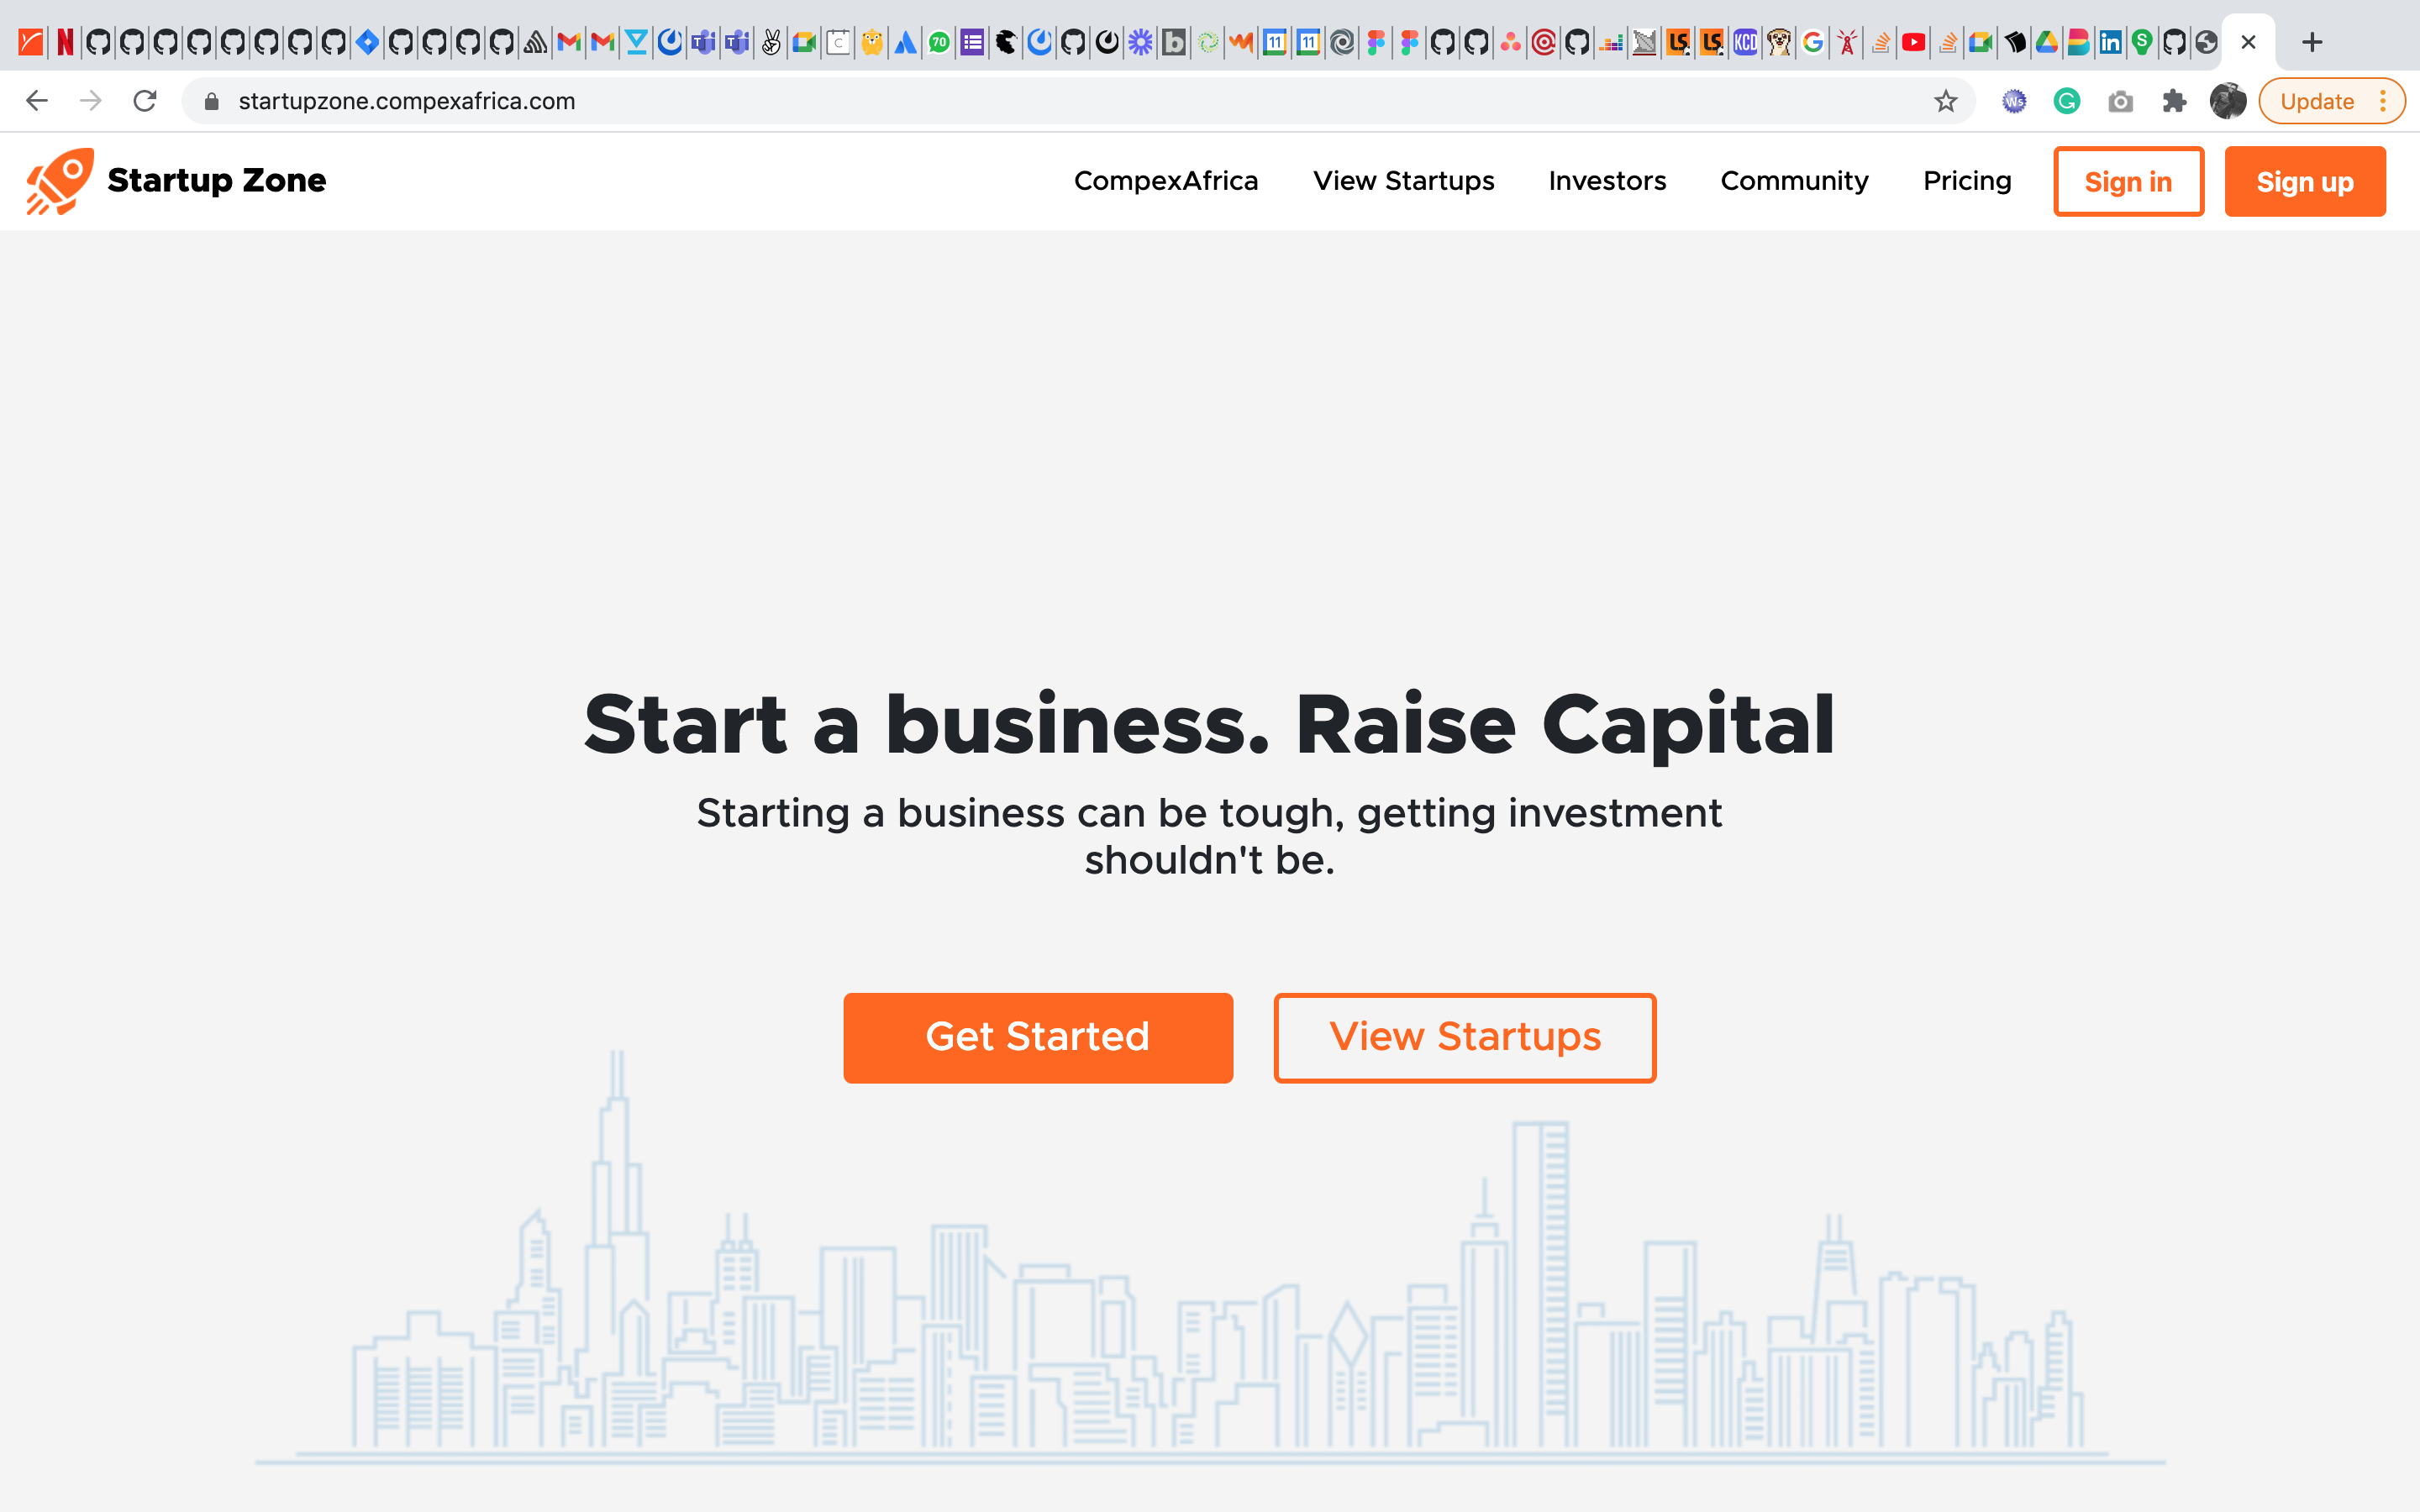 startupzone.compexafrica.com
Update
Startup Zone
CompexAfrica
View Startups
Investors
Community
Pricing
Sign in
Sign up
Start a business. Raise Capital
Starting a business can be tough, getting investment
shouldn't be.
Get Started
View Startups